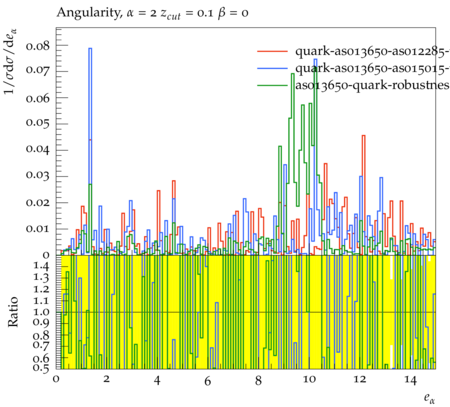 Angularity, α = 2 z_cut = 0.1 β = 0
1/σdσ/de_α
quark-as013650-as012285-
quark-as013650-as015015-
as013650-quark-robustnes
0.08
0.07
0.06
0.05
0.04
0.03
0.02
0.01
0
Ratio
1.4
1.3
1.2
1.1
1.0
0.9
0.8
0.7
0.6
0.5
0 2 4 6 8 10 12 14
e_α